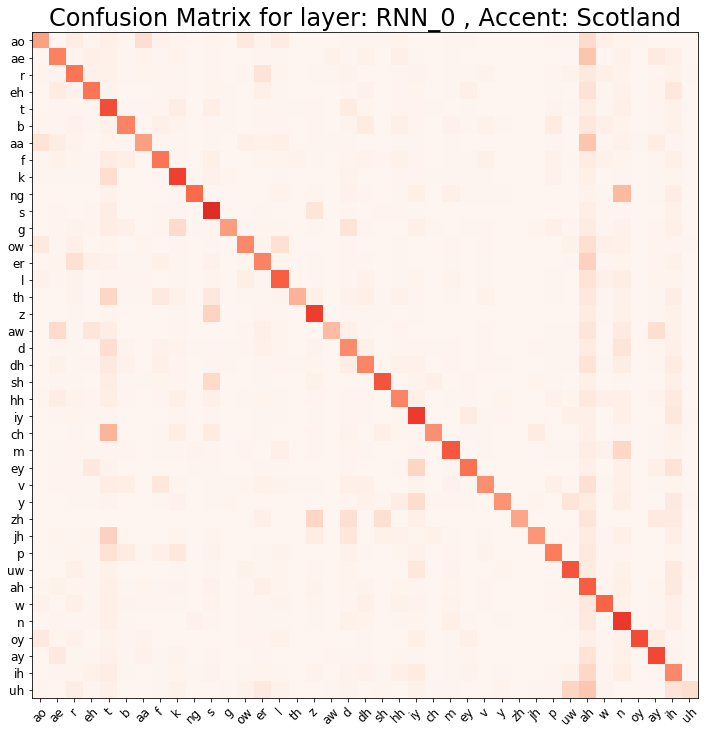 Confusion Matrix for layer: RNN_0 , Accent: Scotland
ao
ae
r
eh
t
b
aa
f
k
ng
s
g
ow
er
l
th
z
aw
d
dh
sh
hh
iy
ch
m
ey
v
y
zh
jh
p
uw
ah
w
n
oy
ay
ih
uh
ao ae r eh t b aa f k ng s g ow er l th z aw d dh sh hh iy ch m ey v y zh jh p uw ah w n oy ay ih uh